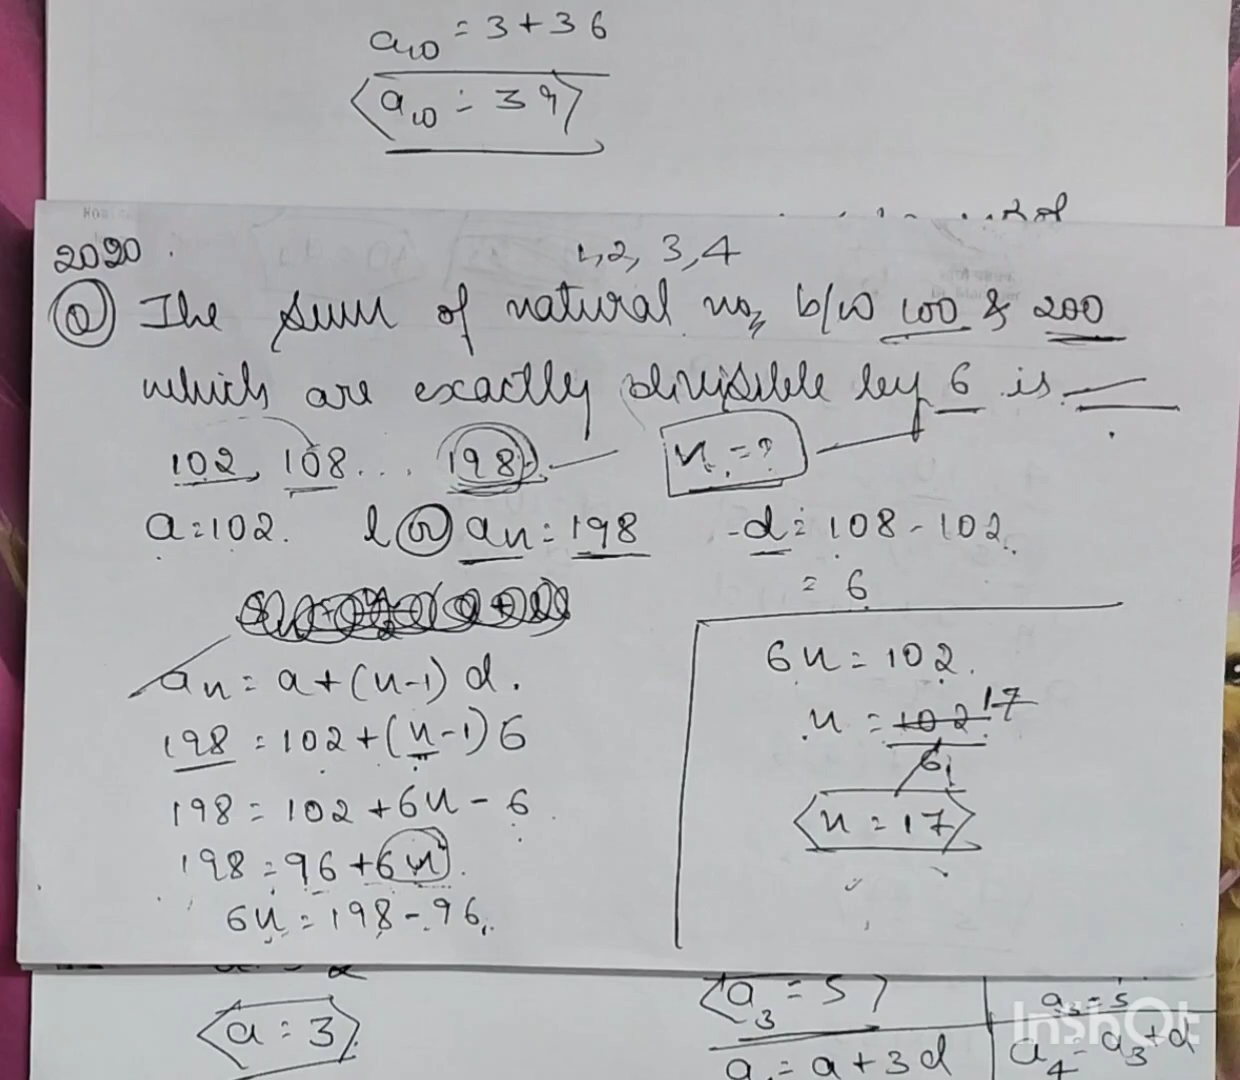 a10 = 3 + 36
a10 = 39
2020.
1, 2, 3, 4
Q The sum of natural no, b/w 100 & 200
which are exactly divisible by 6 is
102, 108... 198 n = ?
a = 102. l or an = 198 d = 108 - 102.
= 6
an = a + (n-1) d.
198 = 102 + (n-1) 6
198 = 102 + 6n - 6
198 = 96 + 6n.
6n = 198 - 96.
6n = 102.
n = 102 17
6 1
n = 17
a = 3
a3 = 5
a = a + 3d
a3 = 5
a4 = a3 + d
InShOt